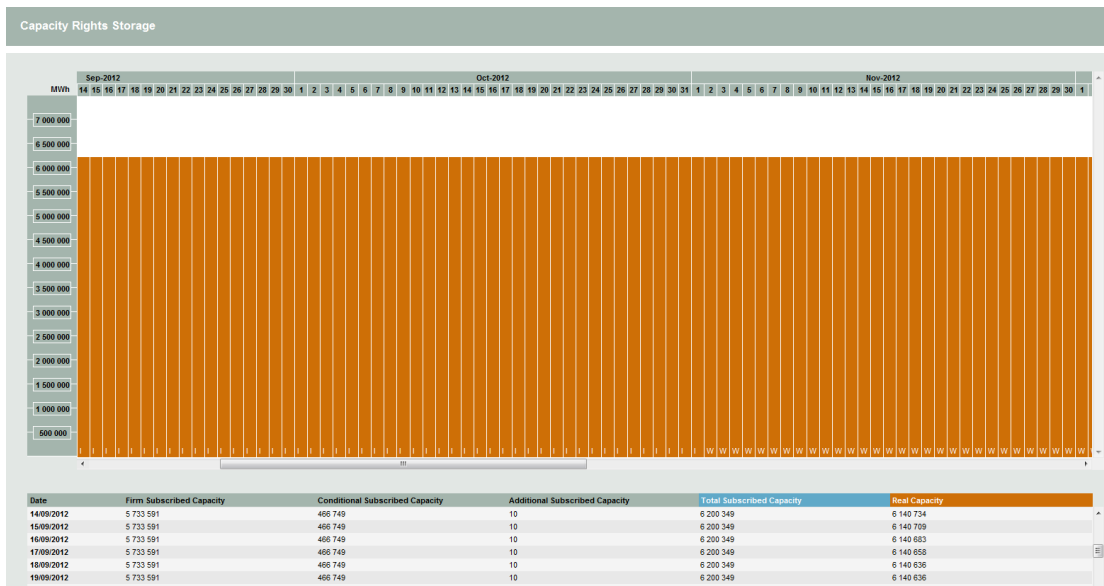 Capacity Rights Storage
Sep-2012 Oct-2012 Nov-2012
MWh 14 15 16 17 18 19 20 21 22 23 24 25 26 27 28 29 30 1 2 3 4 5 6 7 8 9 10 11 12 13 14 15 16 17 18 19 20 21 22 23 24 25 26 27 28 29 30 31 1 2 3 4 5 6 7 8 9 10 11 12 13 14 15 16 17 18 19 20 21 22 23 24 25 26 27 28 29 30 1
7 000 000
6 500 000
6 000 000
5 500 000
5 000 000
4 500 000
4 000 000
3 500 000
3 000 000
2 500 000
2 000 000
1 500 000
1 000 000
500 000
I I I I I I I I I I I I I I I I I I I I I I I I I I I I I I I I I I I I I I I I I I I I I I I I I W W W W W W W W W W W W W W W W W W W W W W W W W W W W W W
Date Firm Subscribed Capacity Conditional Subscribed Capacity Additional Subscribed Capacity Total Subscribed Capacity Real Capacity
14/09/2012 5 733 591 466 749 10 6 200 349 6 140 734
15/09/2012 5 733 591 466 749 10 6 200 349 6 140 709
16/09/2012 5 733 591 466 749 10 6 200 349 6 140 683
17/09/2012 5 733 591 466 749 10 6 200 349 6 140 658
18/09/2012 5 733 591 466 749 10 6 200 349 6 140 636
19/09/2012 5 733 591 466 749 10 6 200 349 6 140 636